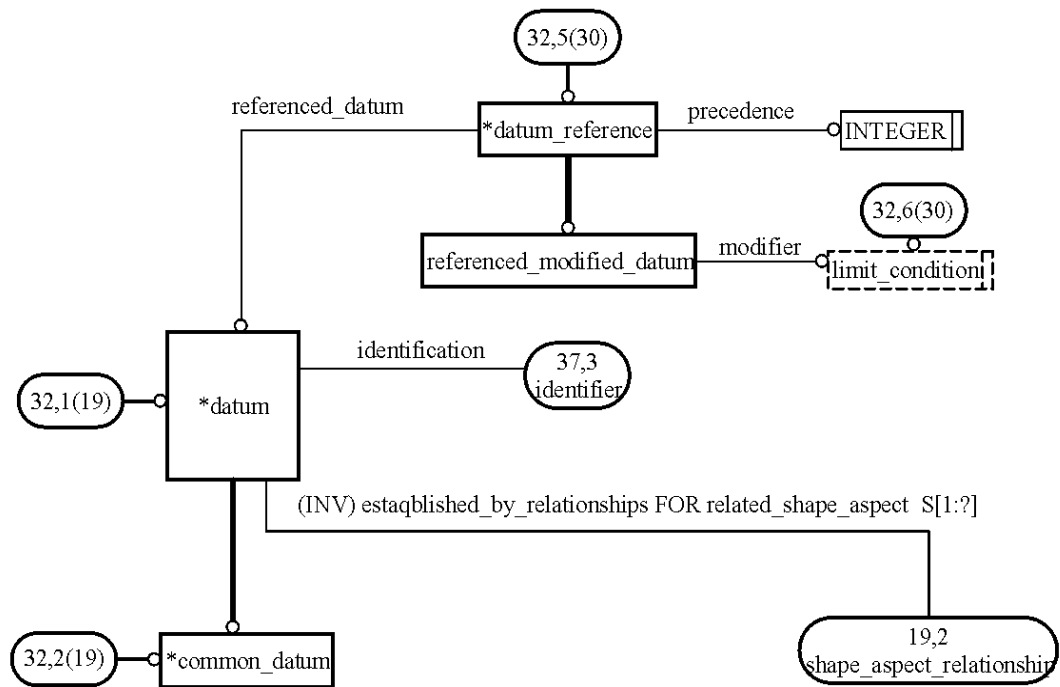 32,5(30)
referenced_datum
precedence
*datum_reference
INTEGER
32,6(30)
modifier
referenced_modified_datum
limit_condition
identification
37,3
identifier
32,1(19)
*datum
(INV) estaqblished_by_relationships FOR related_shape_aspect S[1:?]
19,2
shape_aspect_relationship
32,2(19)
*common_datum